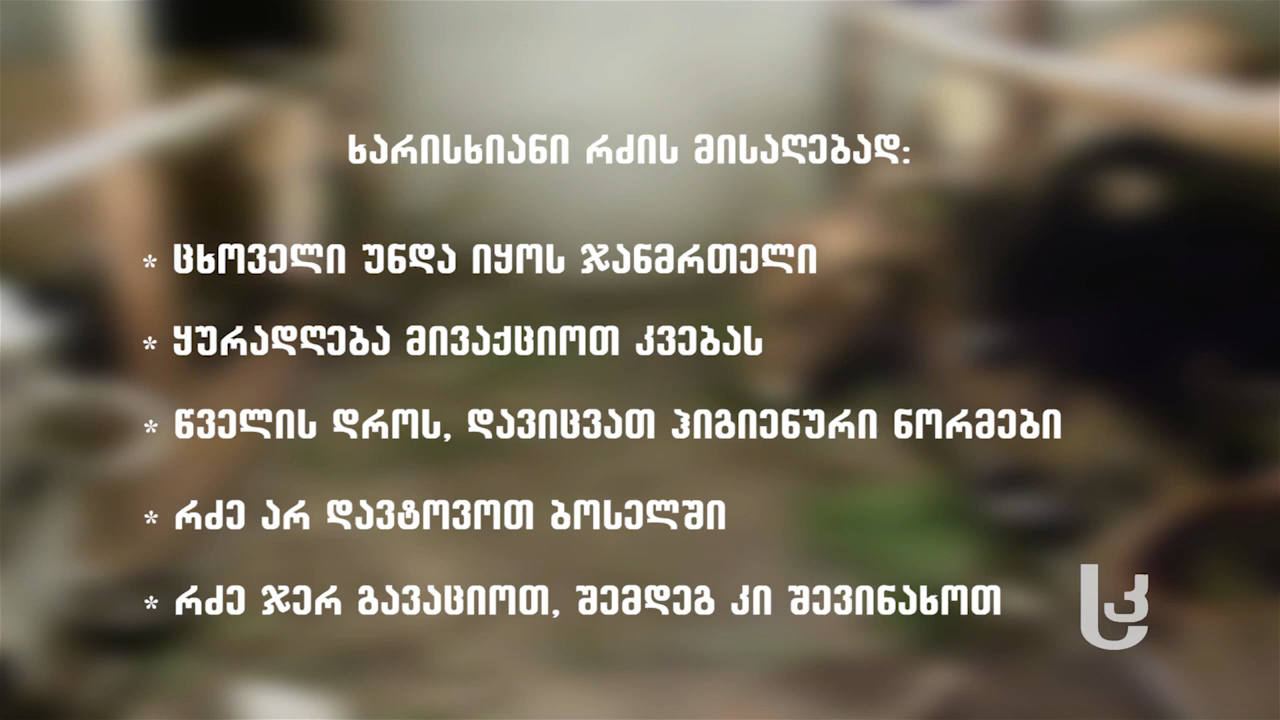 ხარისხიანი რძის მისაღებად:
* ცხოველი უნდა იყოს ჯანმრთელი
* ყურადღება მივაქციოთ კვებას
* წველის დროს, დავიცვათ ჰიგიენური ნორმები
* რძე არ დავტოვოთ ბოსელში
* რძე ჯერ გავაციოთ, შემდეგ კი შევინახოთ